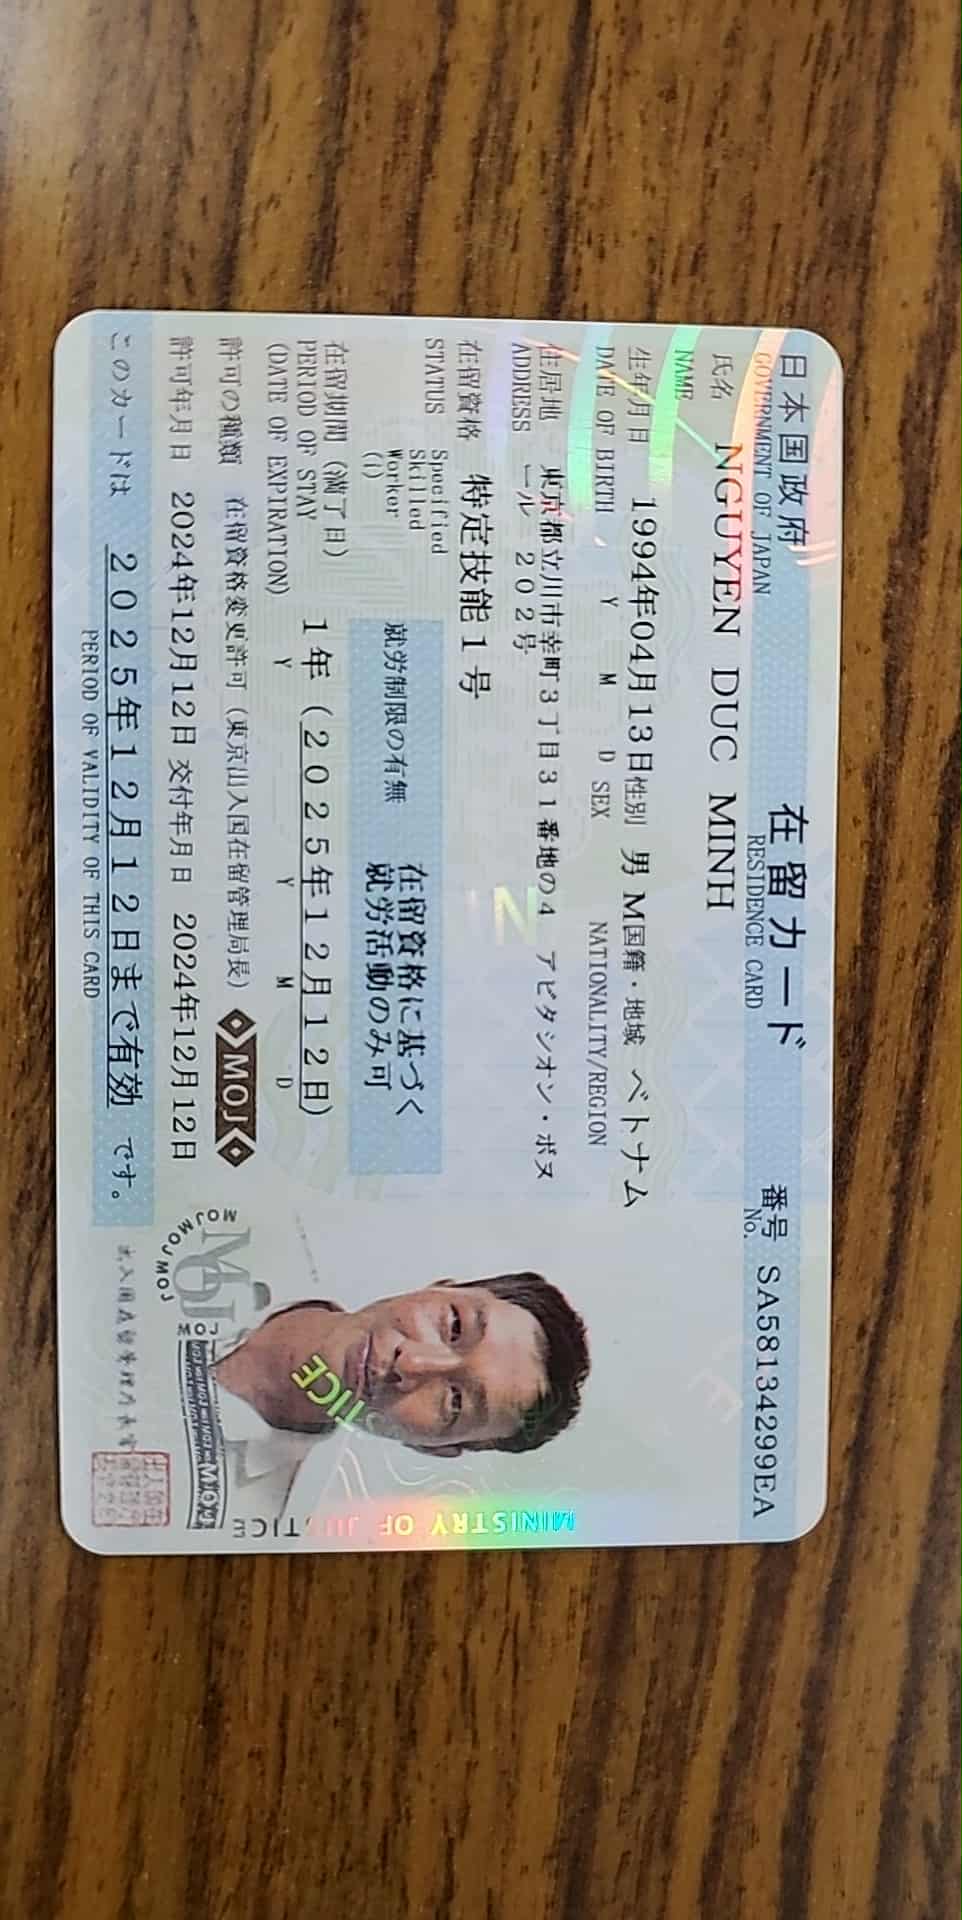 日本国政府 在留カード 番号 SA58134299EA
GOVERNMENT OF JAPAN RESIDENCE CARD No.
氏名 NGUYEN DUC MINH
NAME
生年月日 1994年04月13日 性別 男 M 国籍・地域 ベトナム
DATE OF BIRTH Y M D SEX NATIONALITY/REGION
住居地 東京都立川市幸町3丁目31番地の4 アビタシオン・ボヌ
ADDRESS ール 202号
在留資格 特定技能1号
STATUS Specified
Skilled
Worker
(i)
就労制限の有無 在留資格に基づく
就労活動のみ可
在留期間(満了日) 1年(2025年12月12日)
PERIOD OF STAY
(DATE OF EXPIRATION) Y M D
許可の種類 在留資格変更許可(東京出入国在留管理局長)
MOJ
許可年月日 2024年12月12日 交付年月日 2024年12月12日
このカードは 2025年12月12日まで有効 です。
PERIOD OF VALIDITY OF THIS CARD
MOJ MOJ MOJ
MOJ
MINISTRY OF JUSTICE